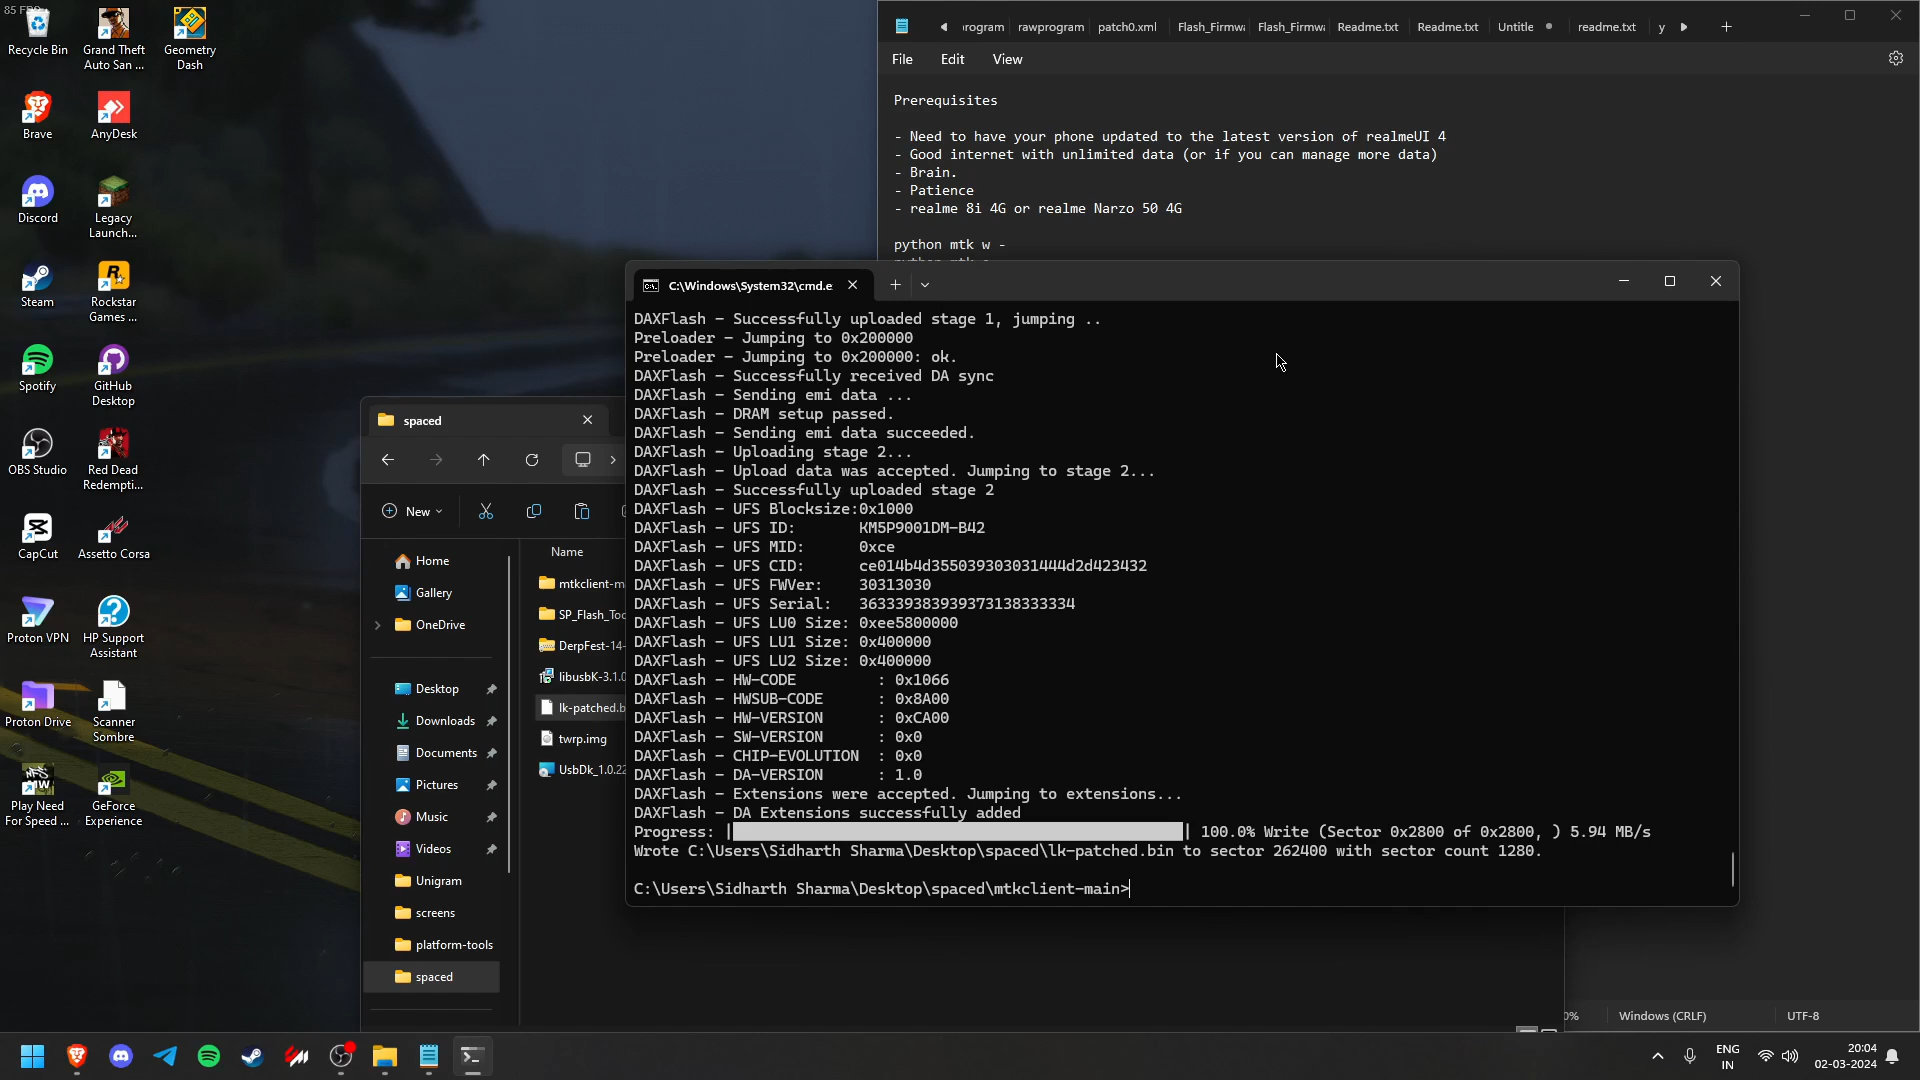 85 FPS
Recycle Bin
Grand Theft
Auto San ...
Geometry
Dash
Brave
AnyDesk
Discord
Legacy
Launch...
Steam
Rockstar
Games ...
Spotify
GitHub
Desktop
OBS Studio
Red Dead
Redempti...
CapCut
Assetto Corsa
Proton VPN
HP Support
Assistant
Proton Drive
Scanner
Sombre
Play Need
For Speed ...
GeForce
Experience
rogram
rawprogram
patch0.xml
Flash_Firmw
Flash_Firmw
Readme.txt
Readme.txt
Untitle
readme.txt
y
File
Edit
View
Prerequisites
- Need to have your phone updated to the latest version of realmeUI 4
- Good internet with unlimited data (or if you can manage more data)
- Brain.
- Patience
- realme 8i 4G or realme Narzo 50 4G
python mtk w -
C:\Windows\System32\cmd.e
DAXFlash - Successfully uploaded stage 1, jumping ..
Preloader - Jumping to 0x200000
Preloader - Jumping to 0x200000: ok.
DAXFlash - Successfully received DA sync
DAXFlash - Sending emi data ...
DAXFlash - DRAM setup passed.
DAXFlash - Sending emi data succeeded.
DAXFlash - Uploading stage 2...
DAXFlash - Upload data was accepted. Jumping to stage 2...
DAXFlash - Successfully uploaded stage 2
DAXFlash - UFS Blocksize:0x1000
DAXFlash - UFS ID: KM5P9001DM-B42
DAXFlash - UFS MID: 0xce
DAXFlash - UFS CID: ce014b4d355039303031444d2d423432
DAXFlash - UFS FWVer: 30313030
DAXFlash - UFS Serial: 363339383939373138333334
DAXFlash - UFS LU0 Size: 0xee5800000
DAXFlash - UFS LU1 Size: 0x400000
DAXFlash - UFS LU2 Size: 0x400000
DAXFlash - HW-CODE : 0x1066
DAXFlash - HWSUB-CODE : 0x8A00
DAXFlash - HW-VERSION : 0xCA00
DAXFlash - SW-VERSION : 0x0
DAXFlash - CHIP-EVOLUTION : 0x0
DAXFlash - DA-VERSION : 1.0
DAXFlash - Extensions were accepted. Jumping to extensions...
DAXFlash - DA Extensions successfully added
Progress: | | 100.0% Write (Sector 0x2800 of 0x2800, ) 5.94 MB/s
Wrote C:\Users\Sidharth Sharma\Desktop\spaced\lk-patched.bin to sector 262400 with sector count 1280.
C:\Users\Sidharth Sharma\Desktop\spaced\mtkclient-main>
spaced
New
Home
Gallery
OneDrive
Desktop
Downloads
Documents
Pictures
Music
Videos
Unigram
screens
platform-tools
spaced
Name
mtkclient-m
SP_Flash_Too
DerpFest-14-
libusbK-3.1.0
lk-patched.b
twrp.img
UsbDk_1.0.22
0%
Windows (CRLF)
UTF-8
ENG
IN
20:04
02-03-2024